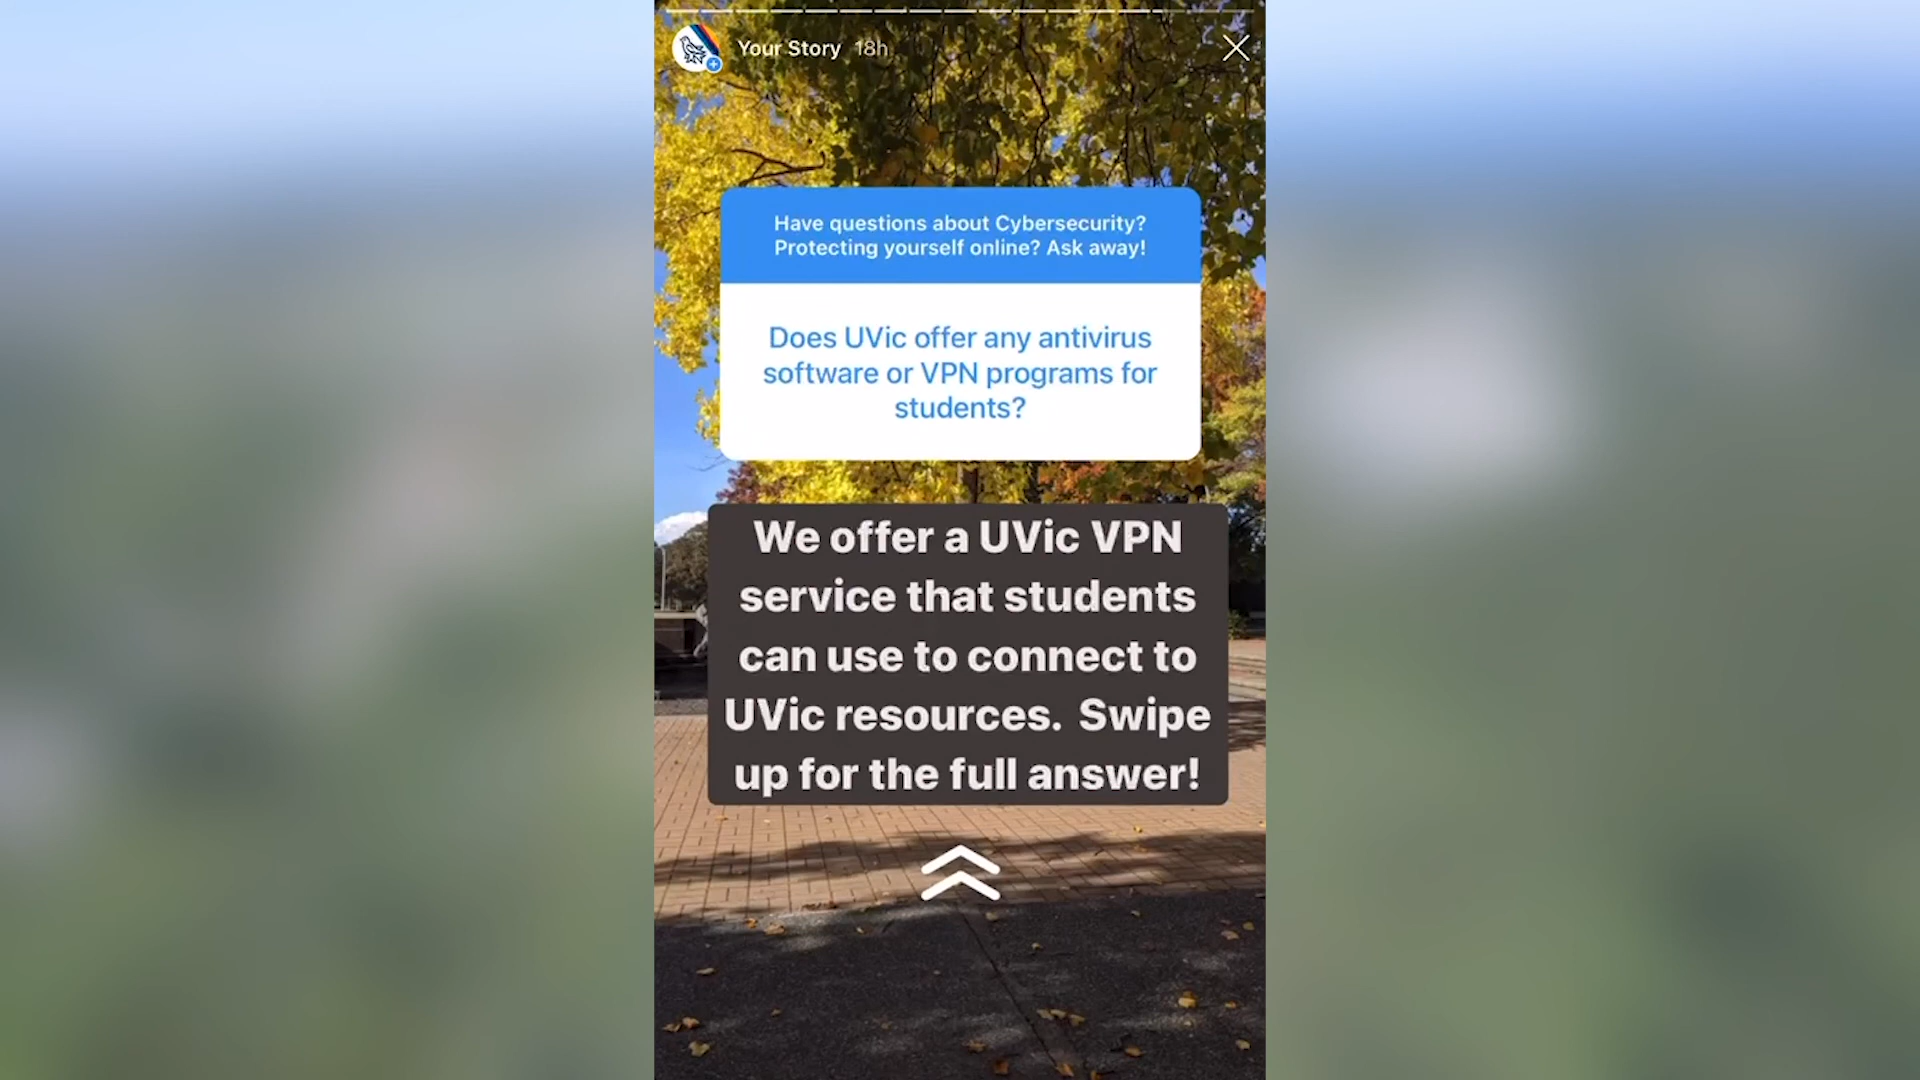 Your Story 18h
Have questions about Cybersecurity?
Protecting yourself online? Ask away!
Does UVic offer any antivirus
software or VPN programs for
students?
We offer a UVic VPN
service that students
can use to connect to
UVic resources. Swipe
up for the full answer!